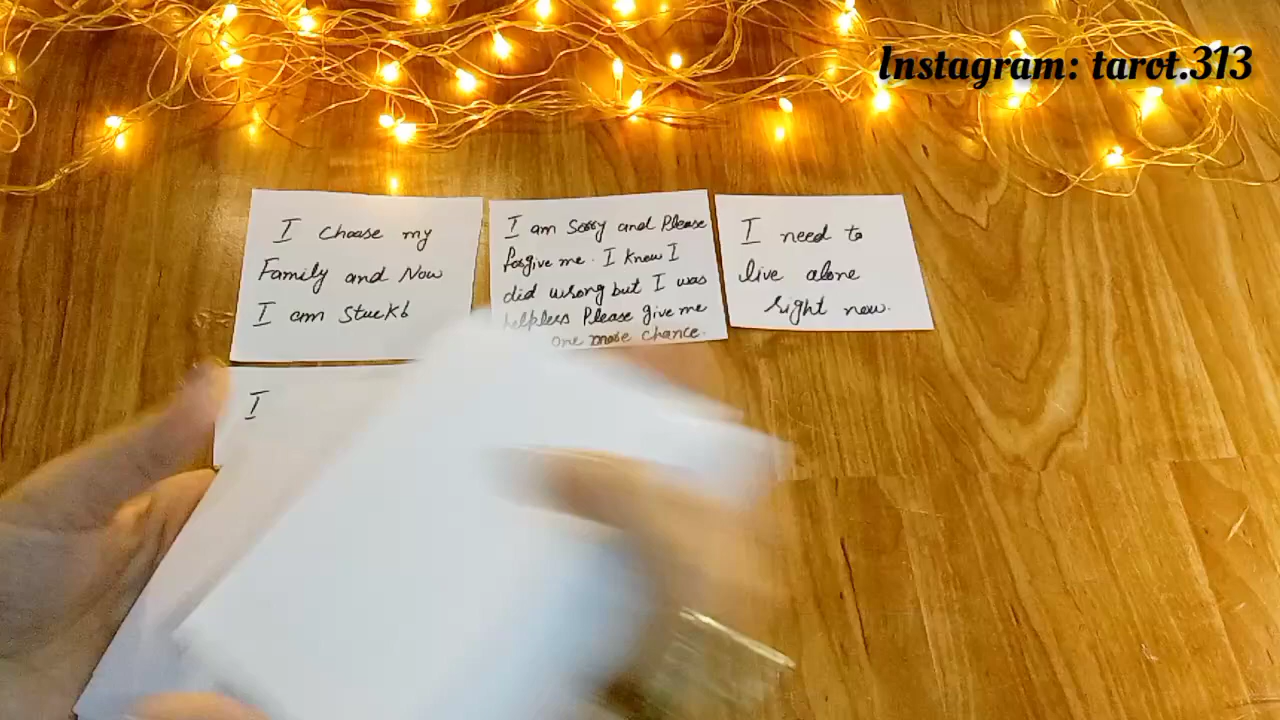 Instagram: tarot.313
I choose my
Family and Now
I am Stuck!
I am Sorry and Please
forgive me. I know I
did wrong but I was
helpless Please give me
one more chance.
I need to
live alone
right now.
I